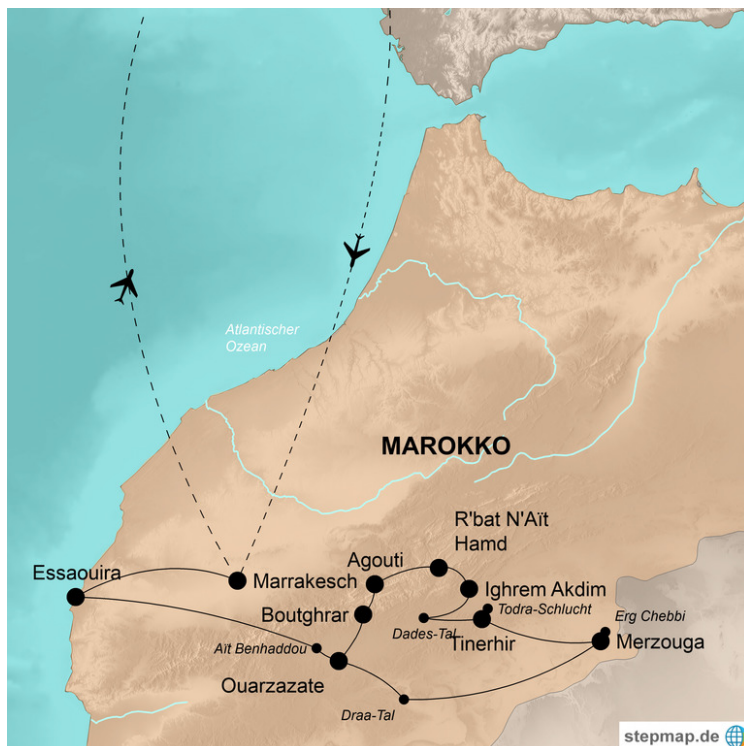 Atlantischer
Ozean
MAROKKO
R'bat N'Aït
Hamd
Agouti
Essaouira
Marrakesch
Ighrem Akdim
Todra-Schlucht
Boutghrar
Erg Chebbi
Dades-Tal
Tinerhir
Merzouga
Aït Benhaddou
Ouarzazate
Draa-Tal
stepmap.de